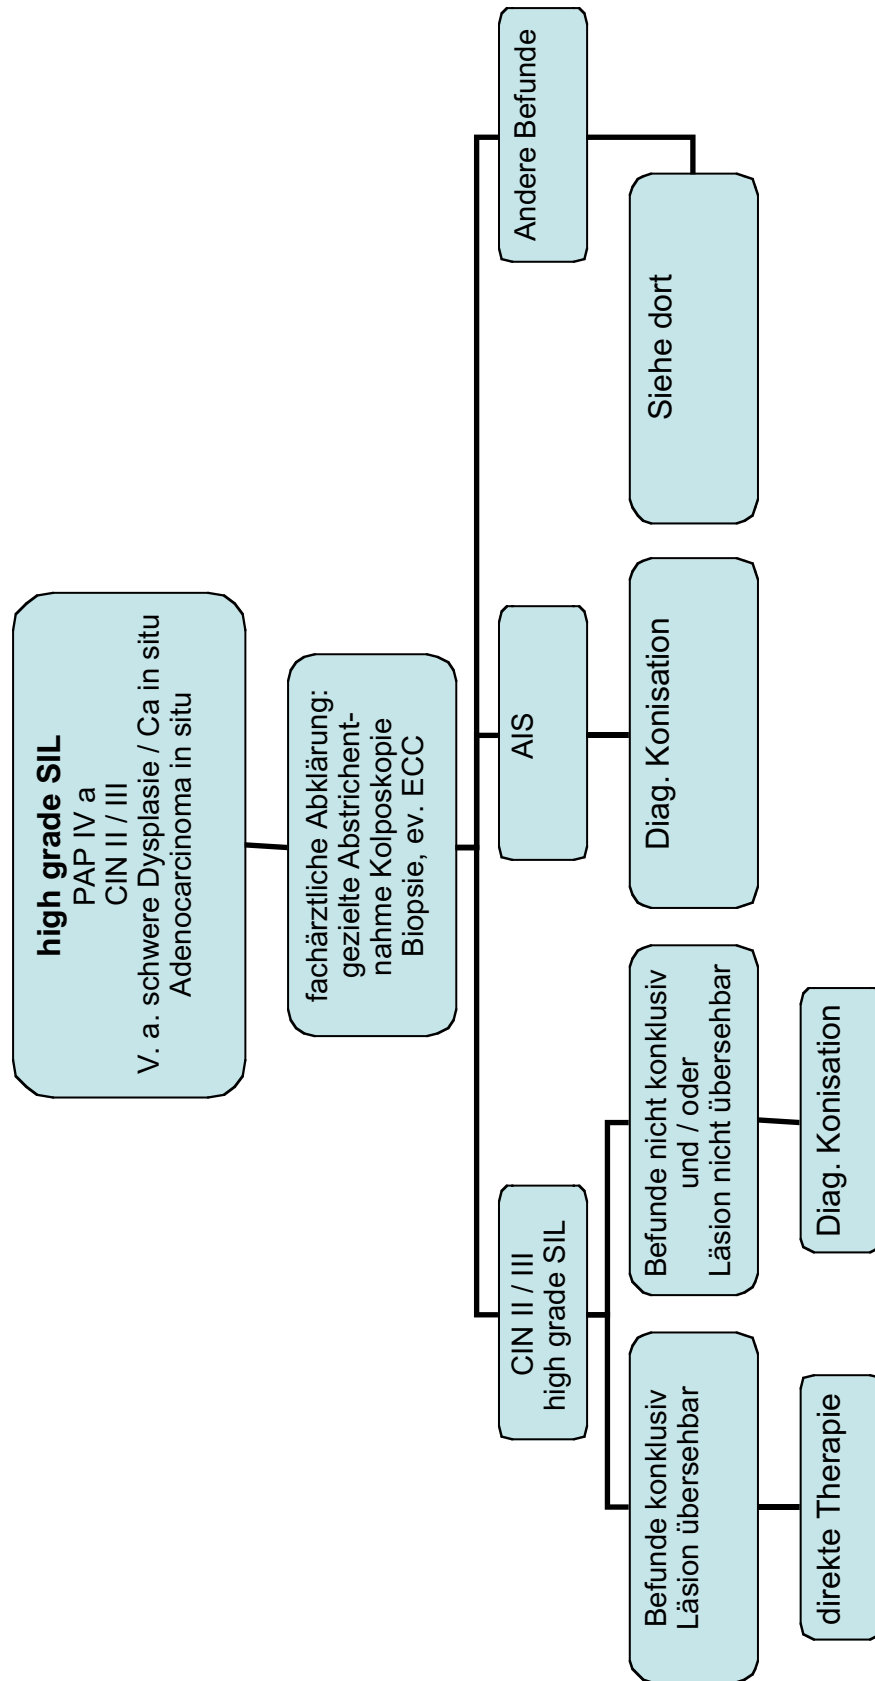 high grade SIL
PAP IV a
CIN II / III
V. a. schwere Dysplasie / Ca in situ
Adenocarcinoma in situ
fachärztliche Abklärung:
gezielte Abstrichent-
nahme Kolposkopie
Biopsie, ev. ECC
CIN II / III
high grade SIL
AIS
Andere Befunde
Befunde konklusiv
Läsion übersehbar
Befunde nicht konklusiv
und / oder
Läsion nicht übersehbar
Diag. Konisation
Siehe dort
direkte Therapie
Diag. Konisation